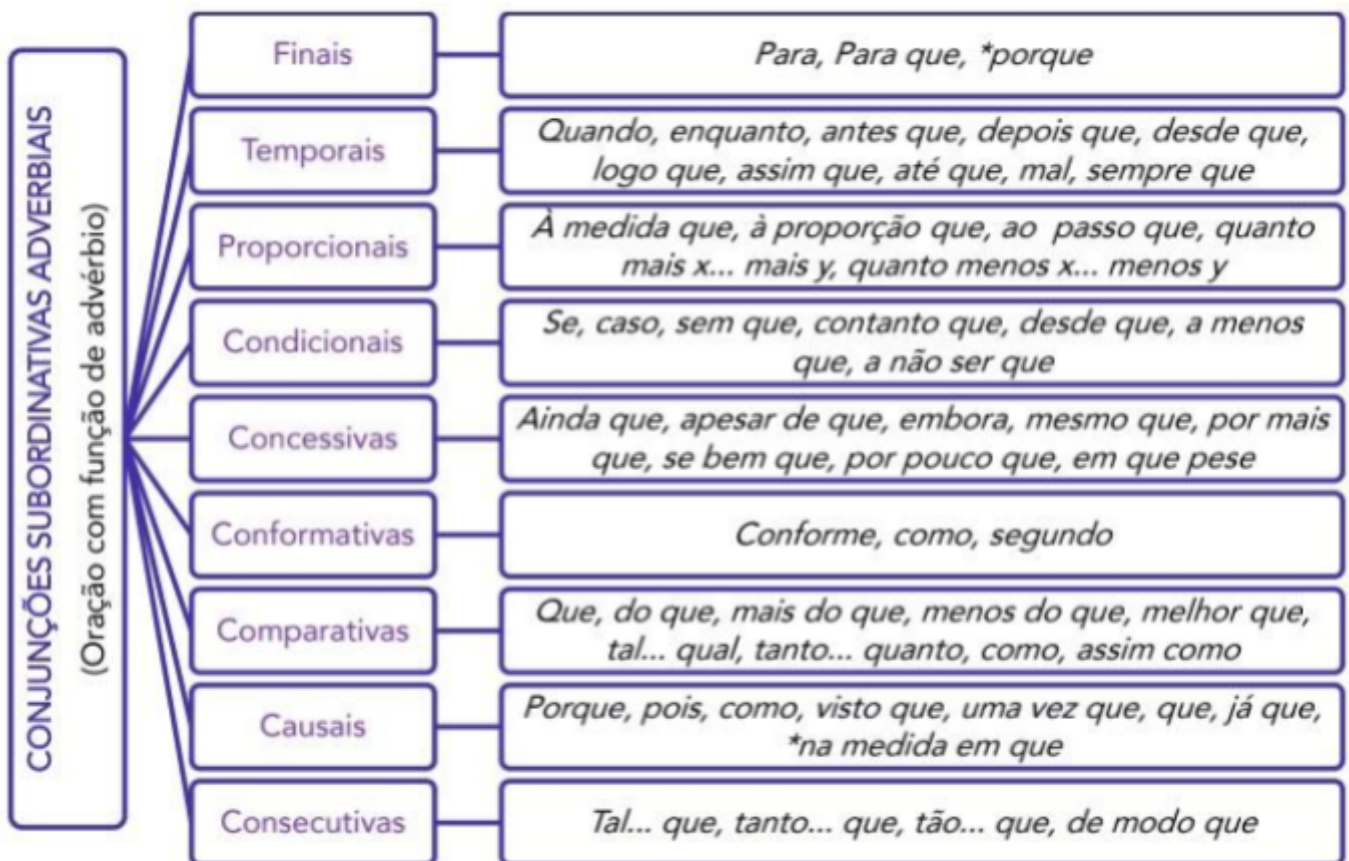 CONJUNÇÕES SUBORDINATIVAS ADVERBIAIS
(Oração com função de advérbio)
Finais
Para, Para que, *porque
Temporais
Quando, enquanto, antes que, depois que, desde que,
logo que, assim que, até que, mal, sempre que
Proporcionais
À medida que, à proporção que, ao passo que, quanto
mais x... mais y, quanto menos x... menos y
Condicionais
Se, caso, sem que, contanto que, desde que, a menos
que, a não ser que
Concessivas
Ainda que, apesar de que, embora, mesmo que, por mais
que, se bem que, por pouco que, em que pese
Conformativas
Conforme, como, segundo
Comparativas
Que, do que, mais do que, menos do que, melhor que,
tal... qual, tanto... quanto, como, assim como
Causais
Porque, pois, como, visto que, uma vez que, que, já que,
*na medida em que
Consecutivas
Tal... que, tanto... que, tão... que, de modo que